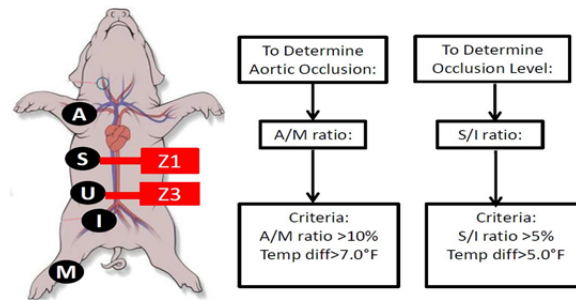 A
S
Z1
U
Z3
I
M
To Determine
Aortic Occlusion:
A/M ratio:
Criteria:
A/M ratio >10%
Temp diff>7.0°F
To Determine
Occlusion Level:
S/I ratio:
Criteria:
S/I ratio >5%
Temp diff>5.0°F